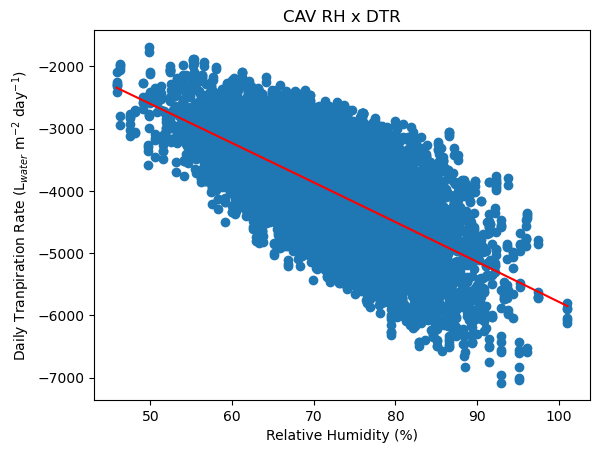 CAV RH x DTR
Daily Tranpiration Rate (L$_{water}$ m$^{-2}$ day$^{-1}$)
−2000
−3000
−4000
−5000
−6000
−7000
50 60 70 80 90 100
Relative Humidity (%)